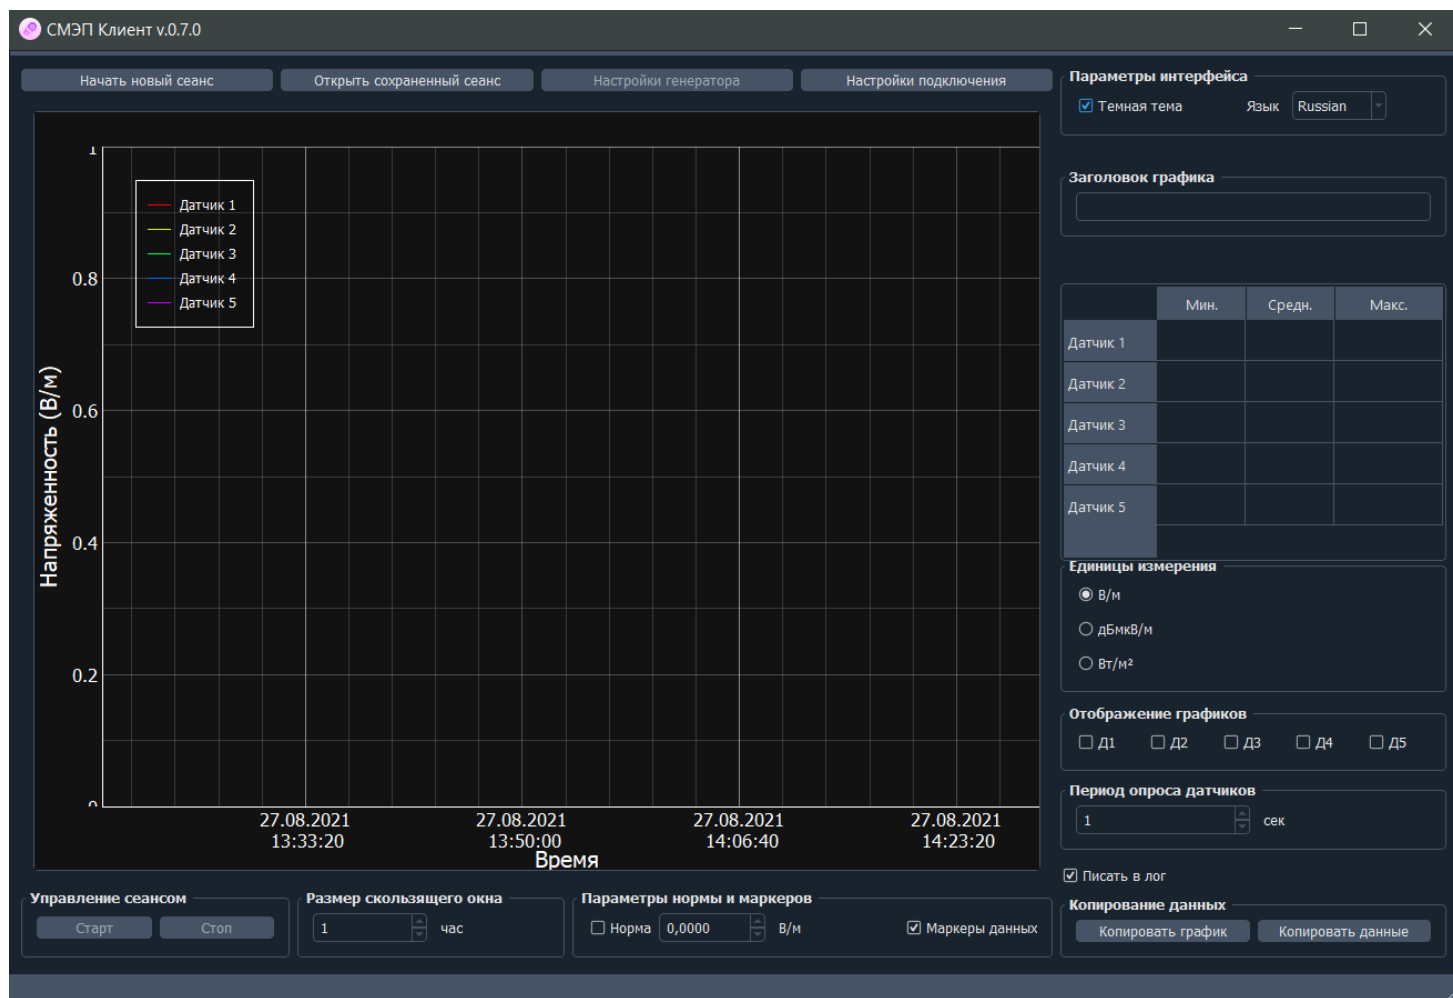 СМЭП Клиент v.0.7.0
Начать новый сеанс
Открыть сохраненный сеанс
Настройки генератора
Настройки подключения
Параметры интерфейса
Темная тема
Язык
Russian
Заголовок графика
1
0.8
0.6
0.4
0.2
0
Напряженность (В/м)
Датчик 1
Датчик 2
Датчик 3
Датчик 4
Датчик 5
27.08.2021
13:33:20
27.08.2021
13:50:00
27.08.2021
14:06:40
27.08.2021
14:23:20
Время
Мин. Средн. Макс.
Датчик 1
Датчик 2
Датчик 3
Датчик 4
Датчик 5
Единицы измерения
В/м
дБмкВ/м
Вт/м²
Отображение графиков
Д1 Д2 Д3 Д4 Д5
Период опроса датчиков
1 сек
Писать в лог
Управление сеансом
Старт Стоп
Размер скользящего окна
1 час
Параметры нормы и маркеров
Норма 0,0000 В/м
Маркеры данных
Копирование данных
Копировать график
Копировать данные